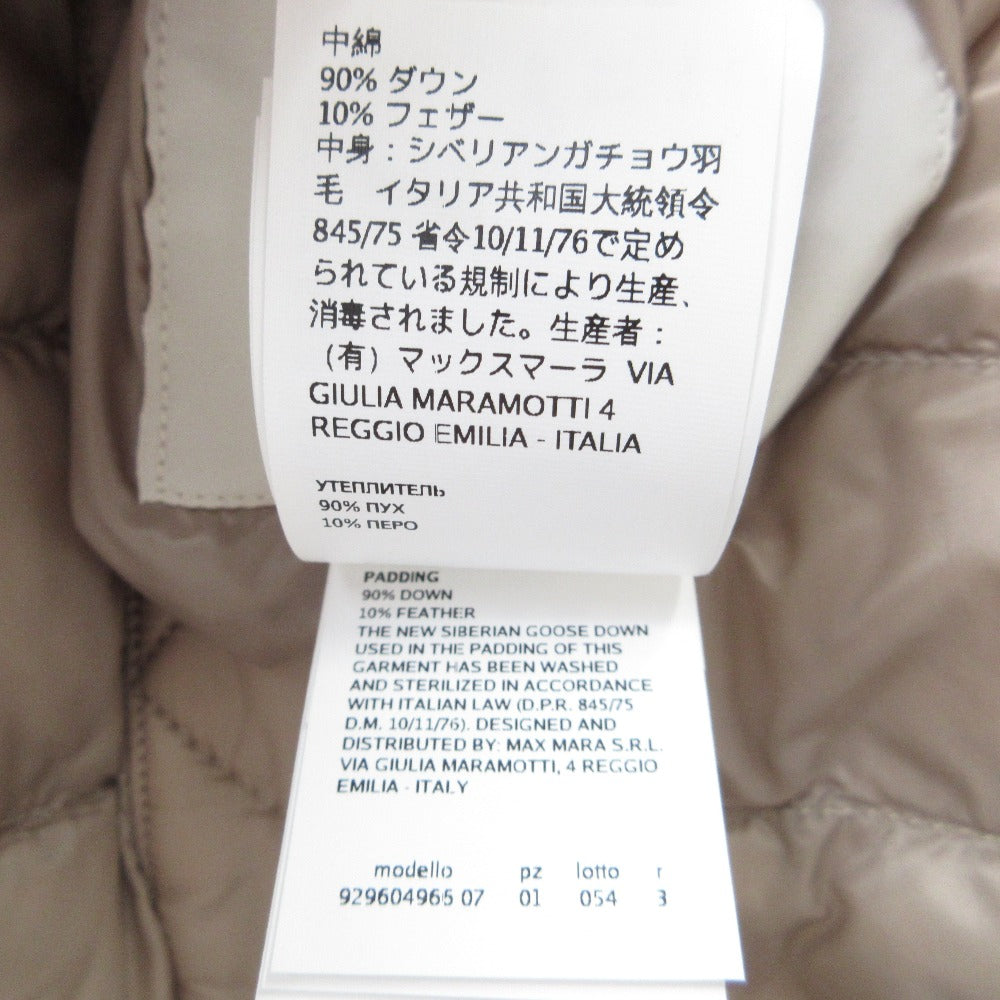 中綿
90% ダウン
10% フェザー
中身：シベリアンガチョウ羽
毛　イタリア共和国大統領令
845/75 省令10/11/76で定め
られている規制により生産、
消毒されました。生産者：
（有）マックスマーラ VIA
GIULIA MARAMOTTI 4
REGGIO EMILIA - ITALIA
УТЕПЛИТЕЛЬ
90% ПУХ
10% ПЕРО
PADDING
90% DOWN
10% FEATHER
THE NEW SIBERIAN GOOSE DOWN
USED IN THE PADDING OF THIS
GARMENT HAS BEEN WASHED
AND STERILIZED IN ACCORDANCE
WITH ITALIAN LAW (D.P.R. 845/75
D.M. 10/11/76). DESIGNED AND
DISTRIBUTED BY: MAX MARA S.R.L.
VIA GIULIA MARAMOTTI, 4 REGGIO
EMILIA - ITALY
modello pz lotto r
929604965 07 01 054 3